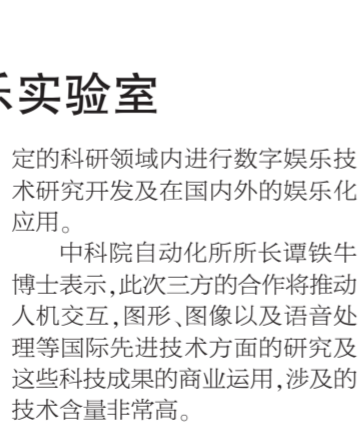 乐实验室
定的科研领域内进行数字娱乐技
术研究开发及在国内外的娱乐化
应用。
中科院自动化所所长谭铁牛
博士表示,此次三方的合作将推动
人机交互,图形、图像以及语音处
理等国际先进技术方面的研究及
这些科技成果的商业运用,涉及的
技术含量非常高。